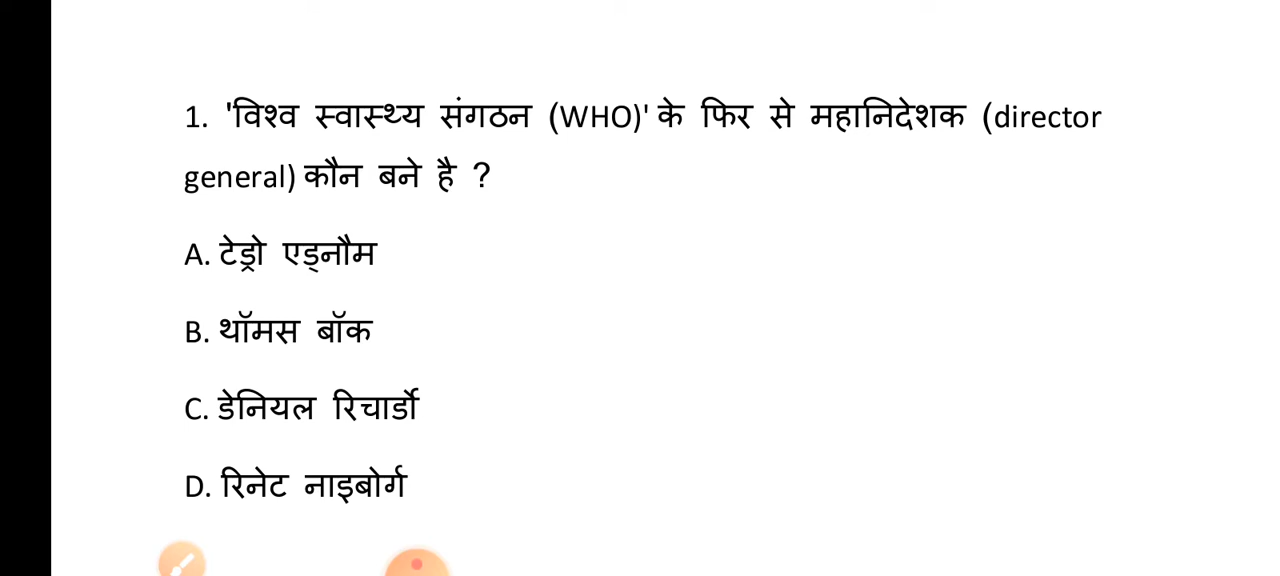 1. 'विश्व स्वास्थ्य संगठन (WHO)' के फिर से महानिदेशक (director
general) कौन बने है ?
A. टेड्रो एड्नौम
B. थॉमस बॉक
C. डेनियल रिचार्डो
D. रिनेट नाइबोर्ग